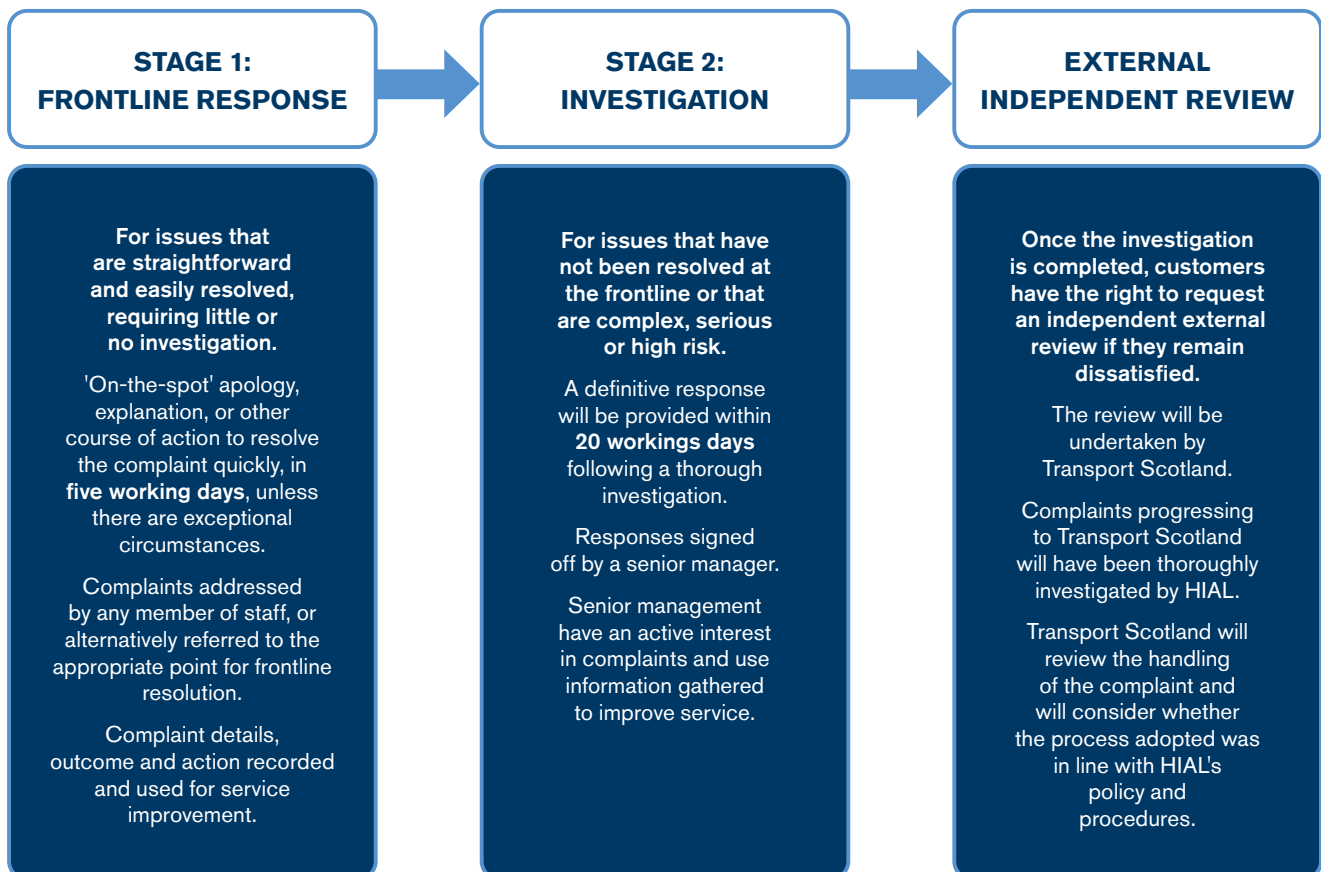 STAGE 1:
FRONTLINE RESPONSE
For issues that
are straightforward
and easily resolved,
requiring little or
no investigation.
'On-the-spot' apology,
explanation, or other
course of action to resolve
the complaint quickly, in
five working days, unless
there are exceptional
circumstances.
Complaints addressed
by any member of staff, or
alternatively referred to the
appropriate point for frontline
resolution.
Complaint details,
outcome and action recorded
and used for service
improvement.
STAGE 2:
INVESTIGATION
For issues that have
not been resolved at
the frontline or that
are complex, serious
or high risk.
A definitive response
will be provided within
20 workings days
following a thorough
investigation.
Responses signed
off by a senior manager.
Senior management
have an active interest
in complaints and use
information gathered
to improve service.
EXTERNAL
INDEPENDENT REVIEW
Once the investigation
is completed, customers
have the right to request
an independent external
review if they remain
dissatisfied.
The review will be
undertaken by
Transport Scotland.
Complaints progressing
to Transport Scotland
will have been thoroughly
investigated by HIAL.
Transport Scotland will
review the handling
of the complaint and
will consider whether
the process adopted was
in line with HIAL's
policy and
procedures.